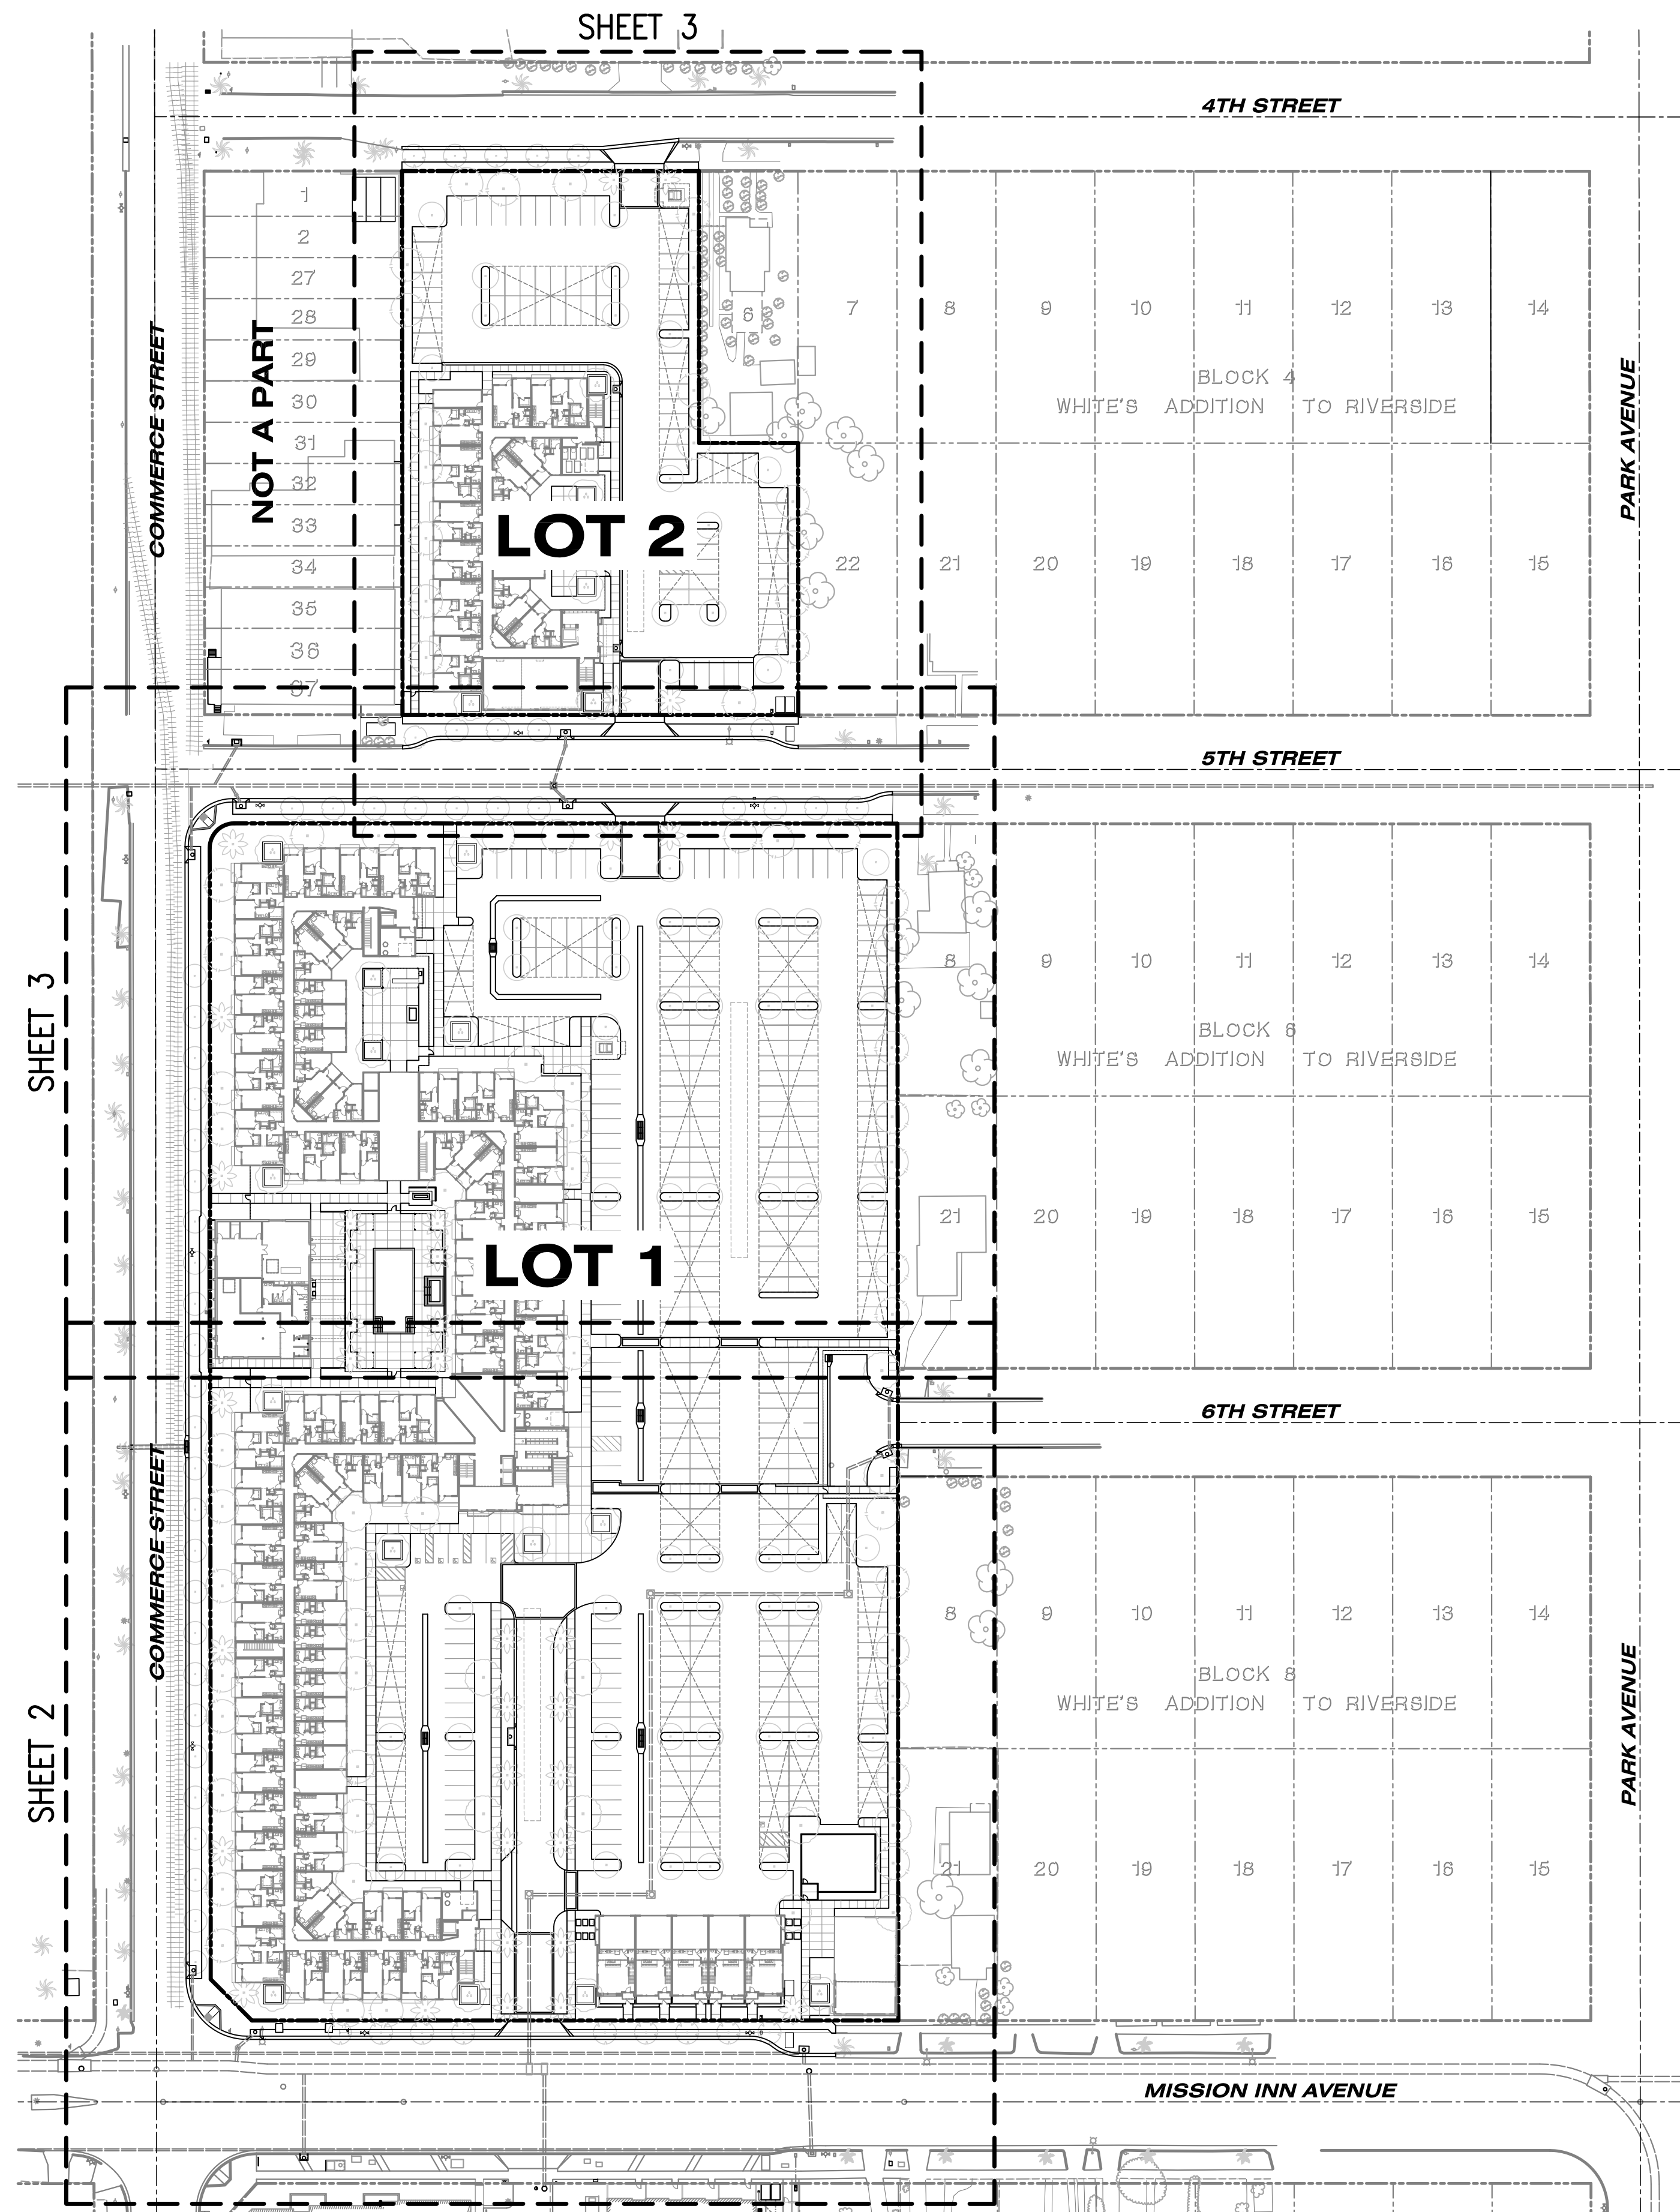 SHEET 3
4TH STREET
1
2
27
28
29
30
31
32
33
34
35
36
37
NOT A PART
COMMERCE STREET
LOT 2
6
7
8
9
10
11
12
13
14
BLOCK 4
WHITE'S ADDITION TO RIVERSIDE
22
21
20
19
18
17
16
15
PARK AVENUE
5TH STREET
SHEET 3
LOT 1
8
9
10
11
12
13
14
BLOCK 6
WHITE'S ADDITION TO RIVERSIDE
21
20
19
18
17
16
15
6TH STREET
SHEET 2
COMMERCE STREET
8
9
10
11
12
13
14
BLOCK 8
WHITE'S ADDITION TO RIVERSIDE
21
20
19
18
17
16
15
PARK AVENUE
MISSION INN AVENUE